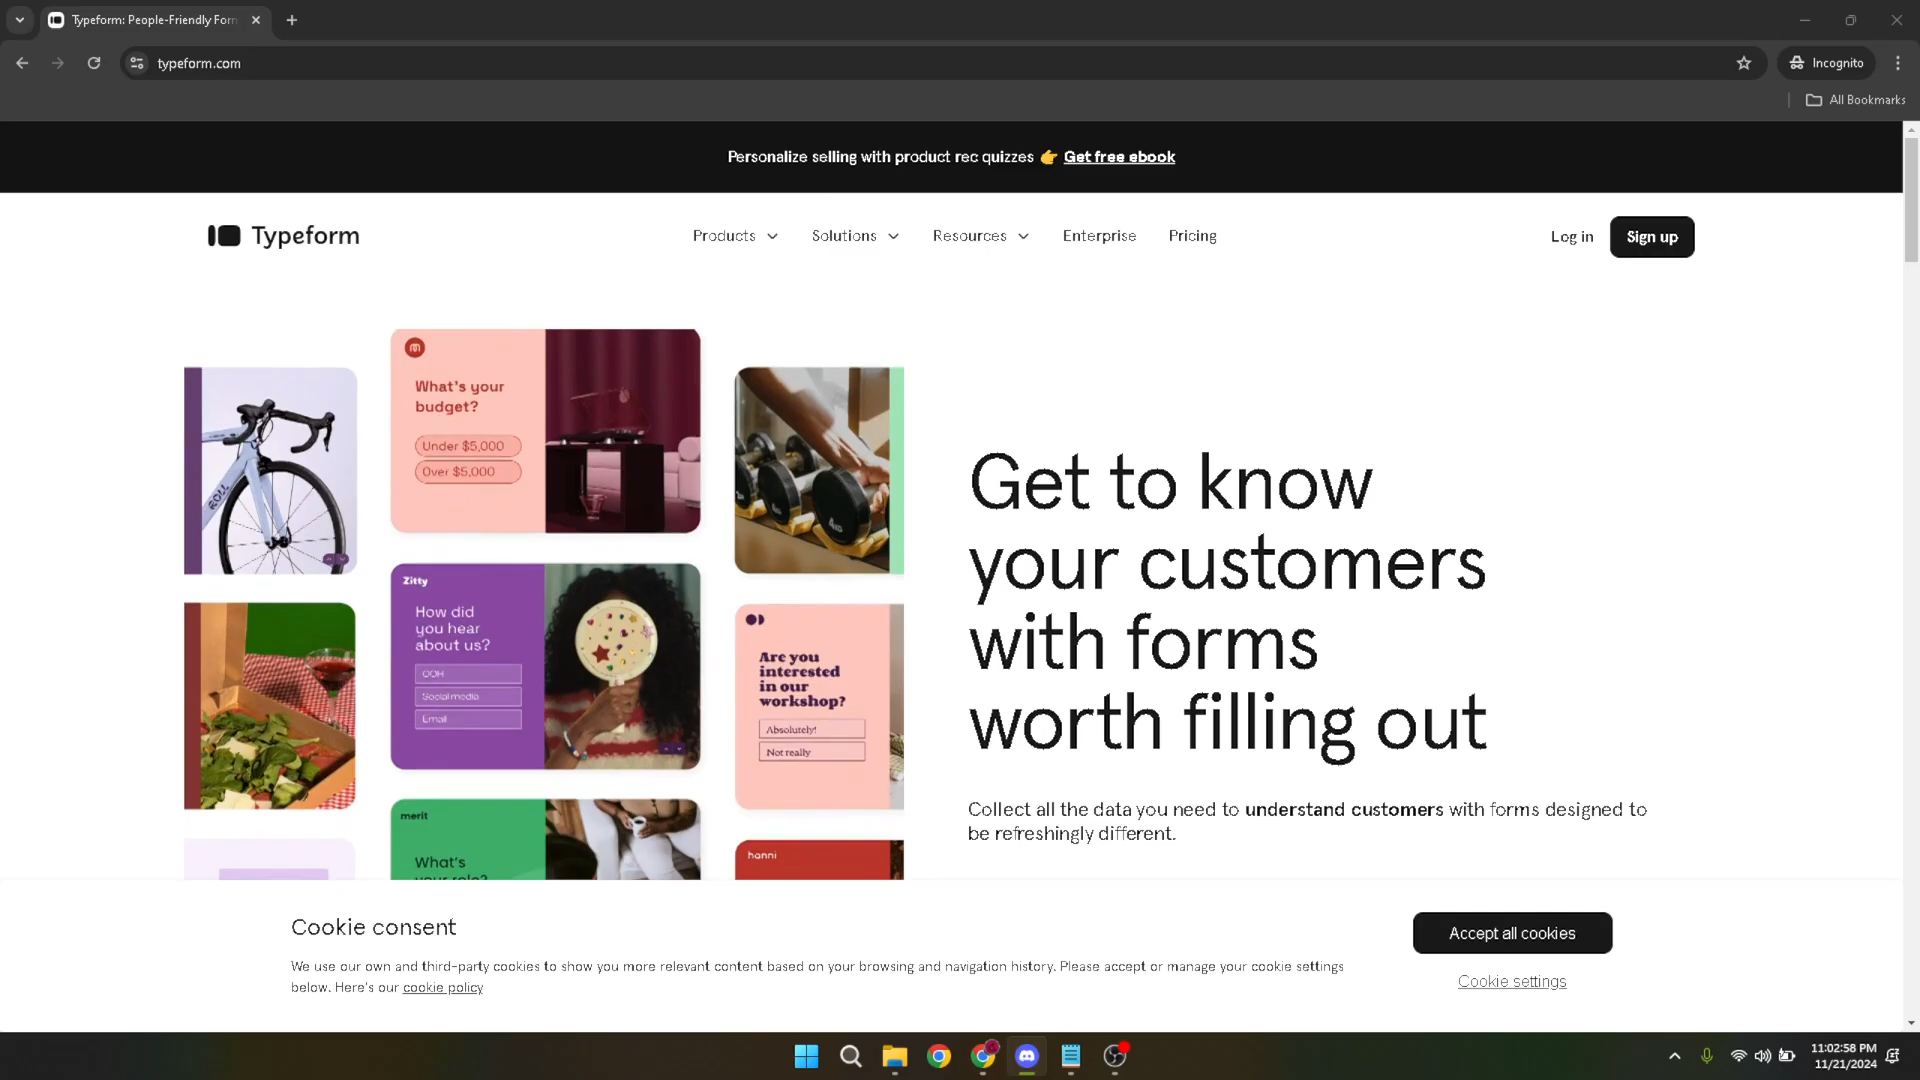 Typeform: People-Friendly Forn
typeform.com
Incognito
All Bookmarks
Personalize selling with product rec quizzes 👉 Get free ebook
Typeform
Products
Solutions
Resources
Enterprise
Pricing
Log in
Sign up
What's your
budget?
Under $5,000
Over $5,000
EOLL
4KG
Zitty
How did
you hear
about us?
OOH
Social media
Email
Are you
interested
in our
workshop?
Absolutely!
Not really
merit
What's
your role?
hanni
Get to know
your customers
with forms
worth filling out
Collect all the data you need to understand customers with forms designed to
be refreshingly different.
Cookie consent
We use our own and third-party cookies to show you more relevant content based on your browsing and navigation history. Please accept or manage your cookie settings
below. Here's our cookie policy
Accept all cookies
Cookie settings
11:02:58 PM
11/21/2024